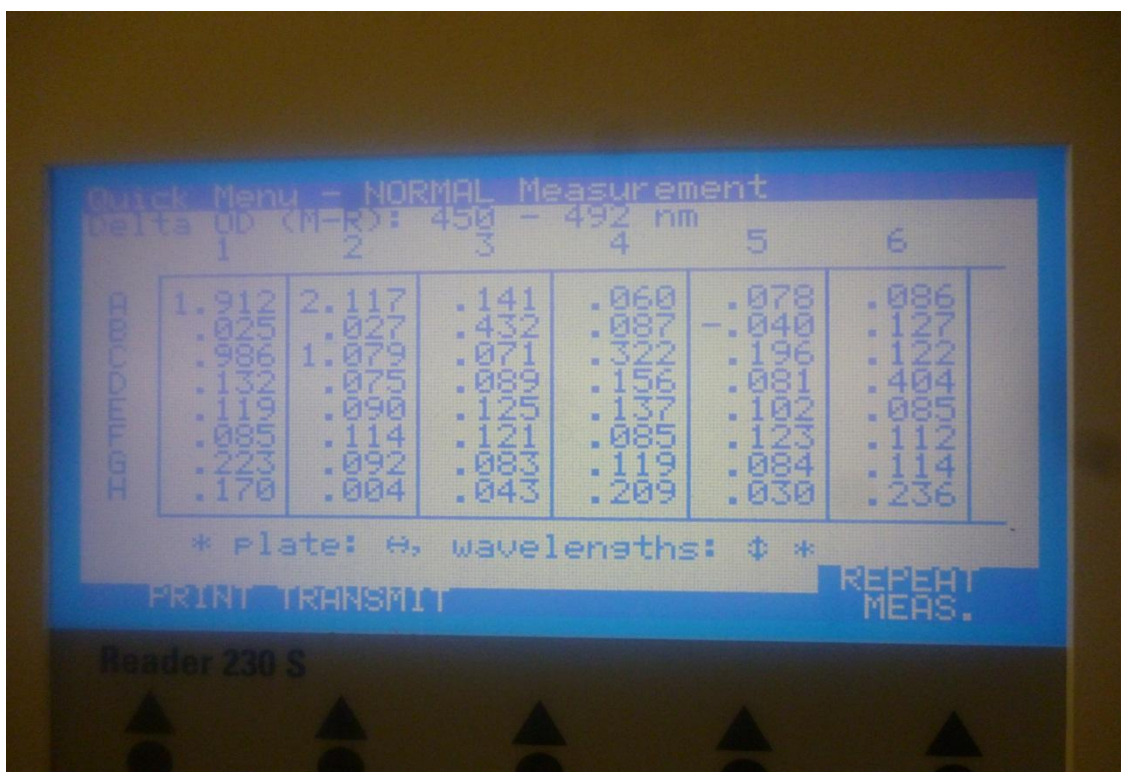 Quick Menu - NORMAL Measurement
Delta OD (M-R): 450 - 492 nm
1 2 3 4 5 6
A 1.912 2.117 .141 .060 .078 .086
B .025 .027 .432 .087 -.040 .127
C .986 1.079 .071 .322 .196 .122
D .132 .075 .089 .156 .081 .404
E .119 .090 .125 .137 .102 .085
F .085 .114 .121 .085 .123 .112
G .223 .092 .083 .119 .084 .114
H .170 .004 .043 .209 .030 .236
* plate: ↔, wavelengths: ↕ *
PRINT TRANSMIT REPEAT
MEAS.
Reader 230 S